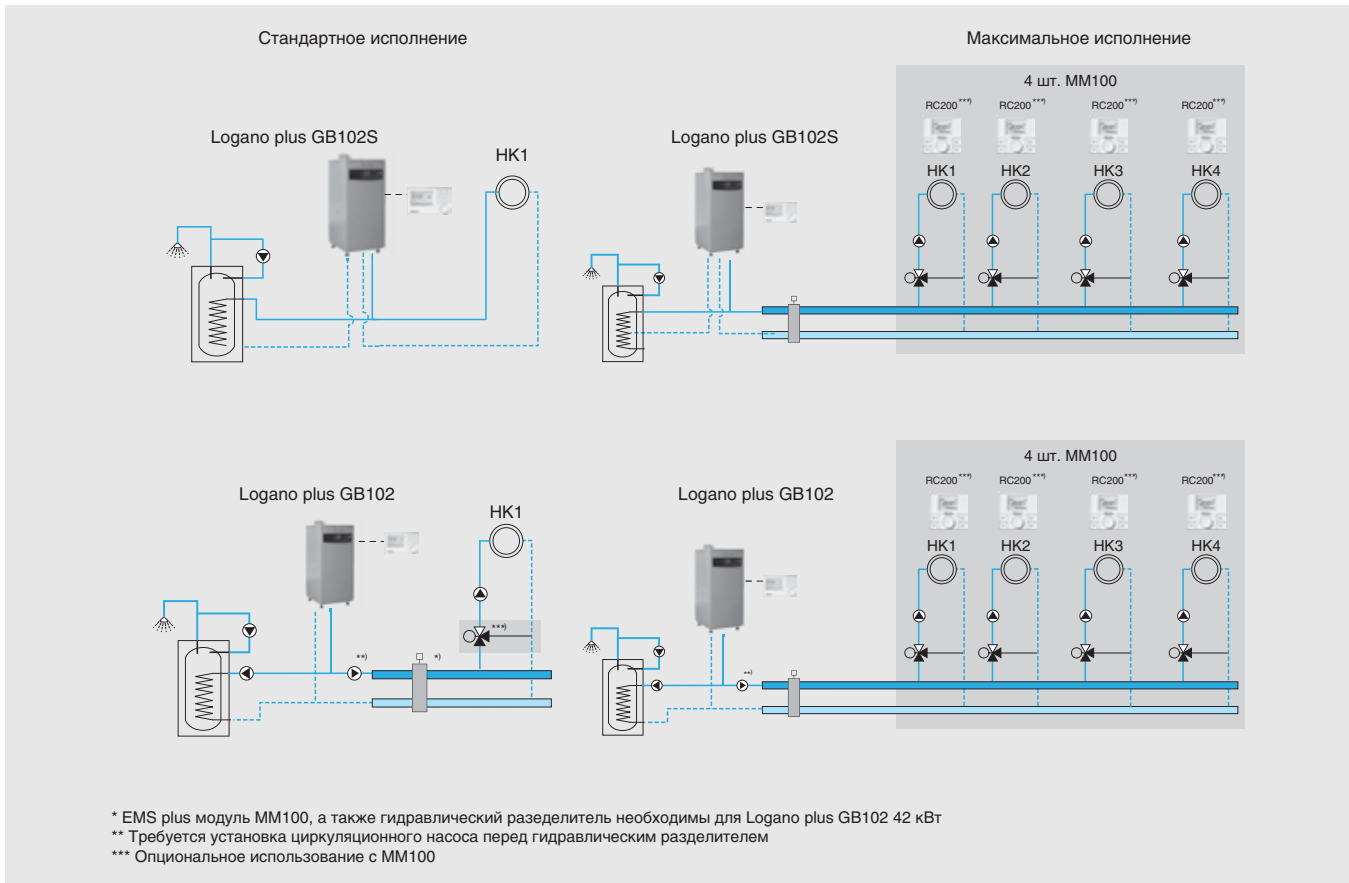 Стандартное исполнение
Максимальное исполнение
4 шт. MM100
RC200***) RC200***) RC200***) RC200***)
Logano plus GB102S
HK1
Logano plus GB102S
HK1 HK2 HK3 HK4
4 шт. MM100
RC200***) RC200***) RC200***) RC200***)
Logano plus GB102
HK1
***)
**) *)
Logano plus GB102
HK1 HK2 HK3 HK4
**)
* EMS plus модуль MM100, а также гидравлический разеделитель необходимы для Logano plus GB102 42 кВт
** Требуется установка циркуляционного насоса перед гидравлическим разделителем
*** Опциональное использование с MM100